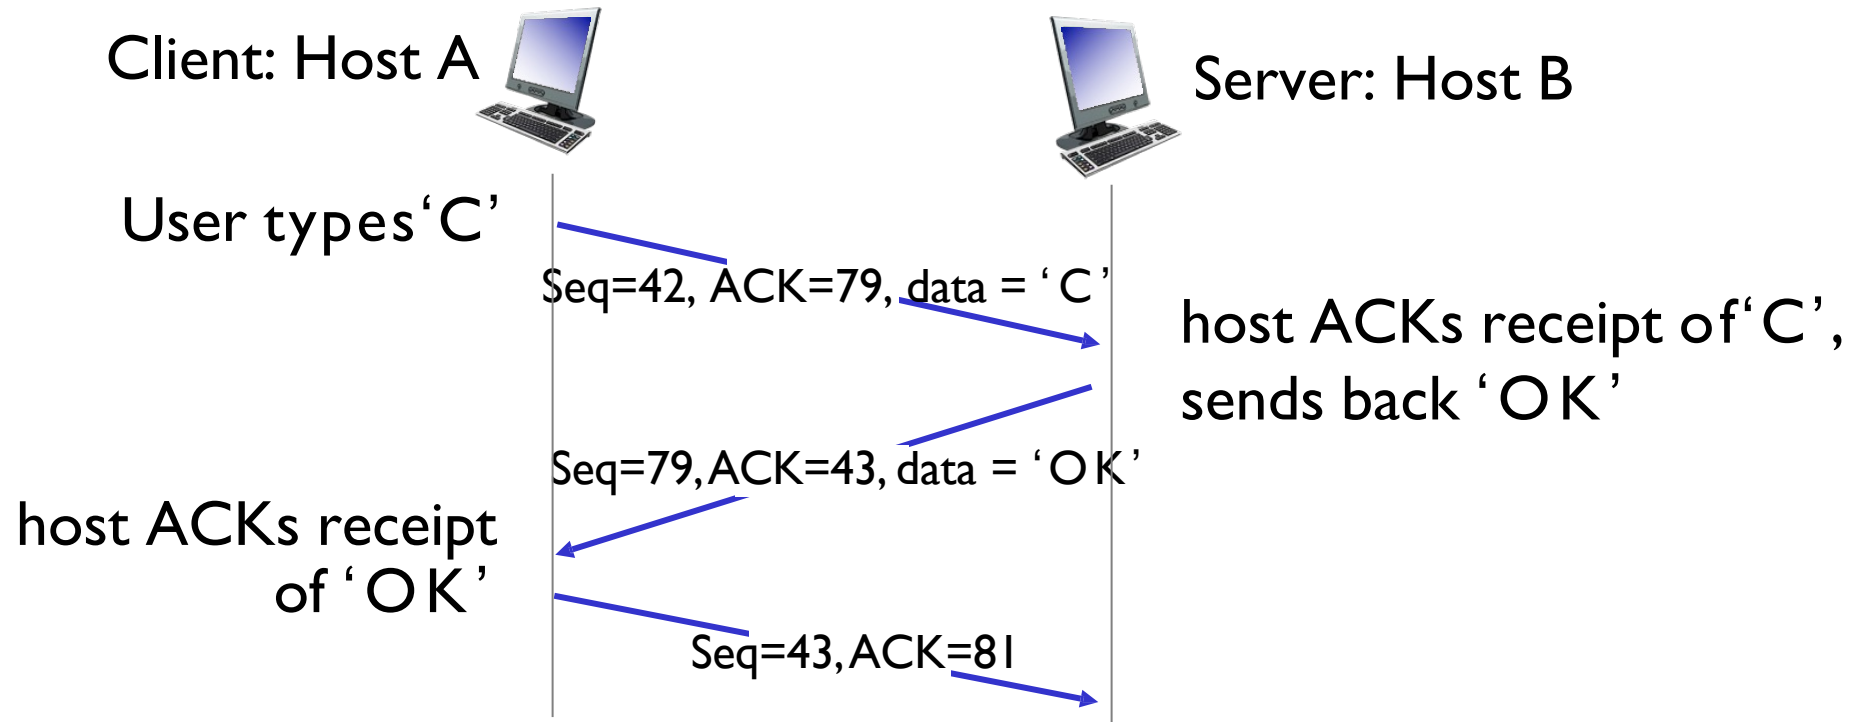 Client: Host A
Server: Host B
User types ‘C’
Seq=42, ACK=79, data = ‘C’
host ACKs receipt of ‘C’,
sends back ‘OK’
Seq=79, ACK=43, data = ‘OK’
host ACKs receipt
of ‘OK’
Seq=43, ACK=81